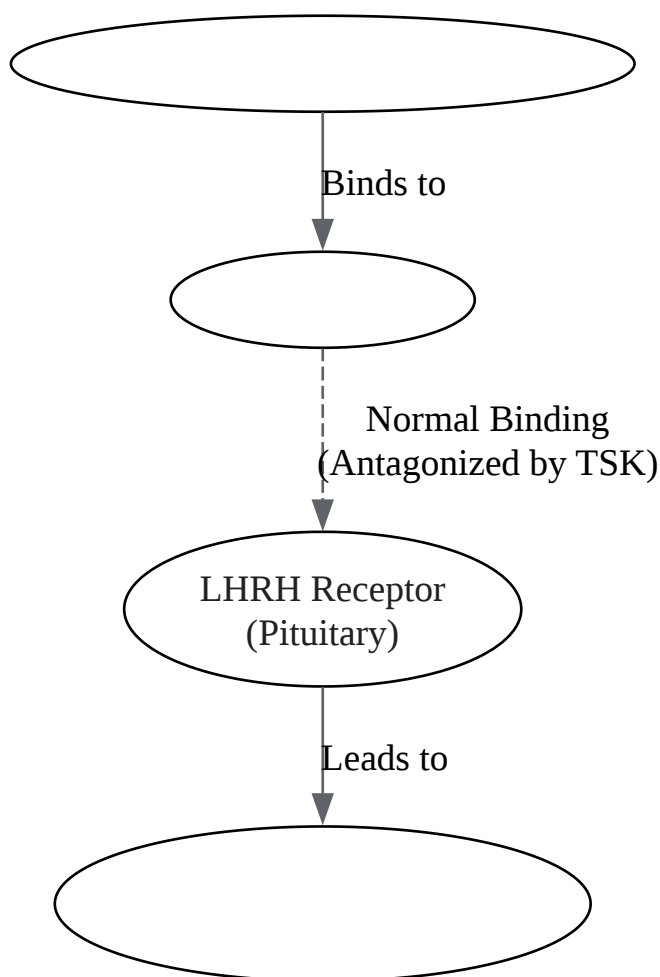 Binds to
Normal Binding
(Antagonized by TSK)
LHRH Receptor
(Pituitary)
Leads to